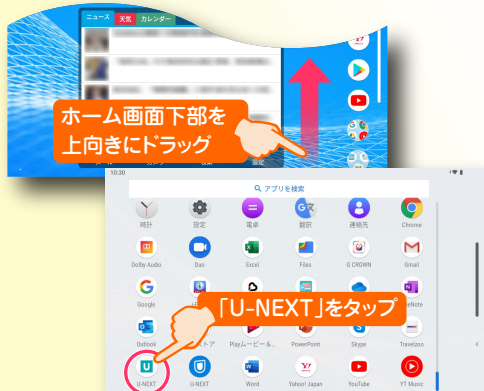 ニュース 天気 カレンダー
ホーム画面下部を
上向きにドラッグ
設定
10:30
アプリを検索
時計 設定 電卓 翻訳 連絡先 Chrome
Dolby Audio Duo Excel Files G CROWN Gmail
Google
「U-NEXT」をタップ
Outlook ストア Playムービー&.. PowerPoint Skype Travelzoo
U-NEXT U-NEXT Word Yahoo! Japan YouTube YT Music